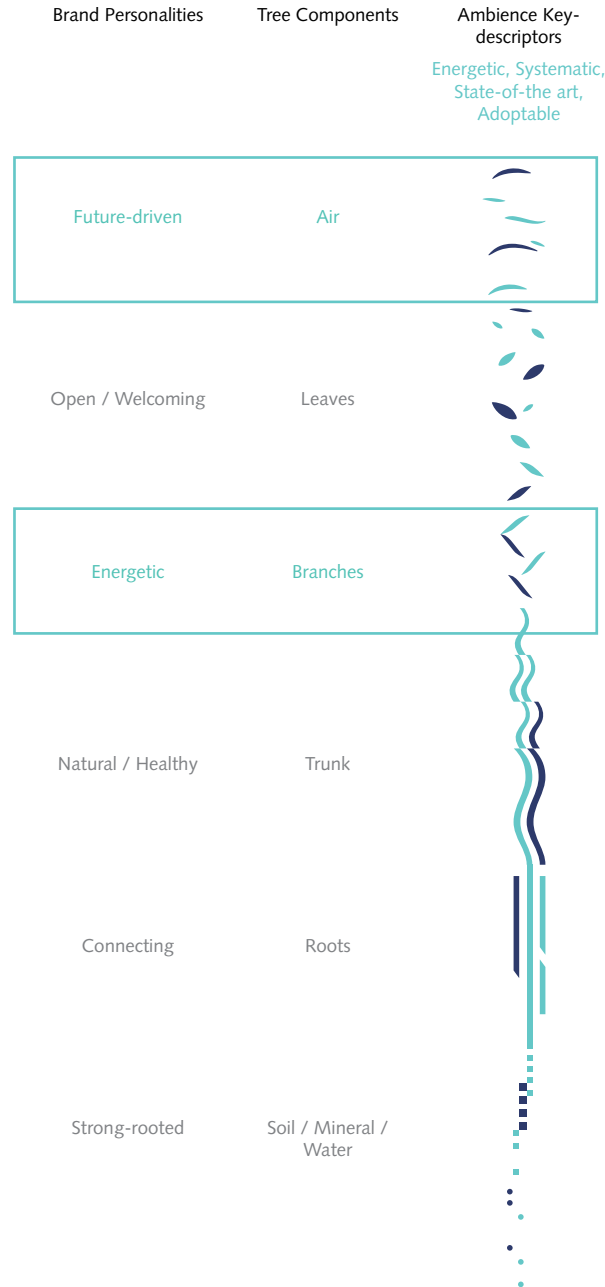 Brand Personalities
Tree Components
Ambience Key-
descriptors
Energetic, Systematic,
State-of-the art,
Adoptable
Future-driven
Air
Open / Welcoming
Leaves
Energetic
Branches
Natural / Healthy
Trunk
Connecting
Roots
Strong-rooted
Soil / Mineral /
Water